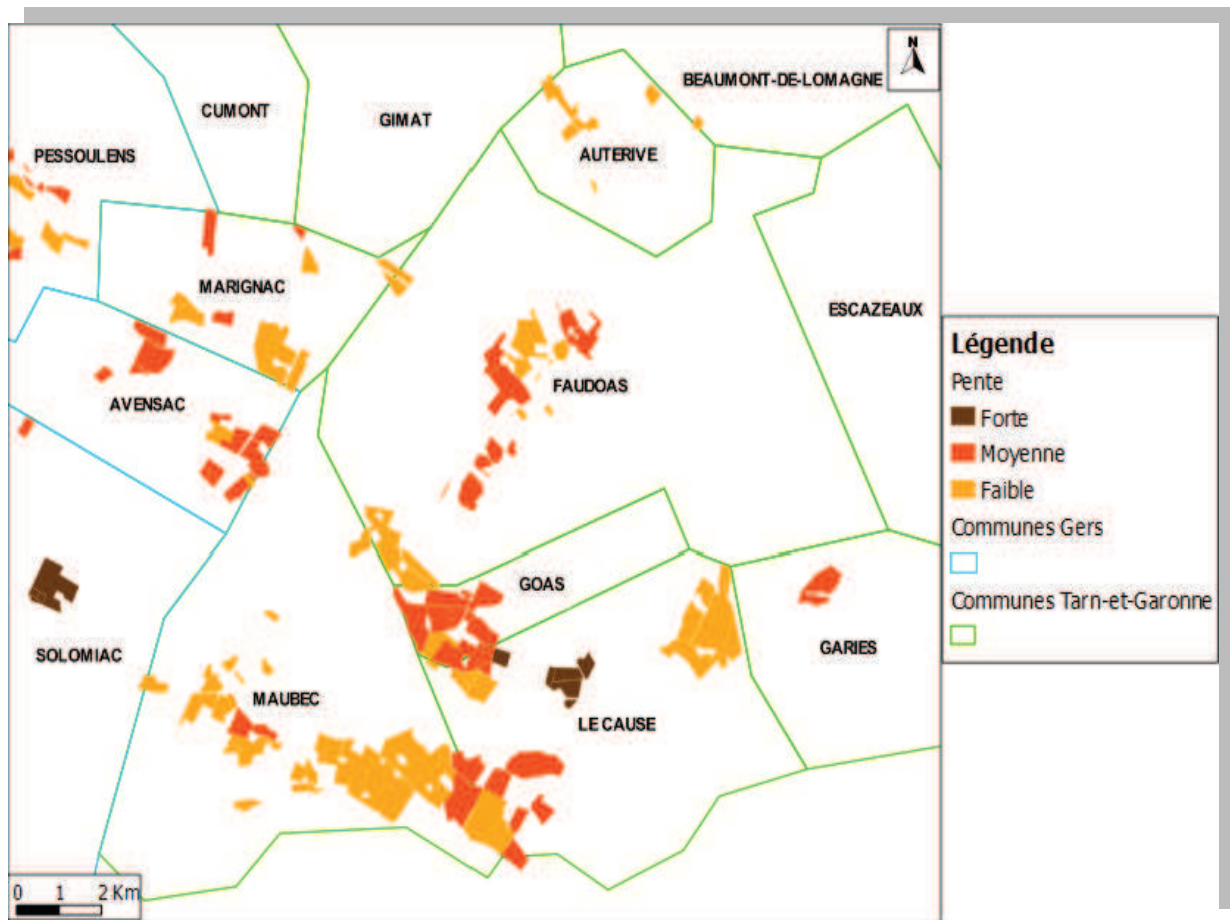 N
BEAUMONT-DE-LOMAGNE
CUMONT
GIMAT
PESSOULENS
AUTERIVE
MARIGNAC
ESCAZEAUX
FAUDOAS
AVENSAC
GOAS
SOLOMIAC
GARIES
MAUBEC
LE CAUSE
0 1 2 Km
Légende
Pente
Forte
Moyenne
Faible
Communes Gers
Communes Tarn-et-Garonne